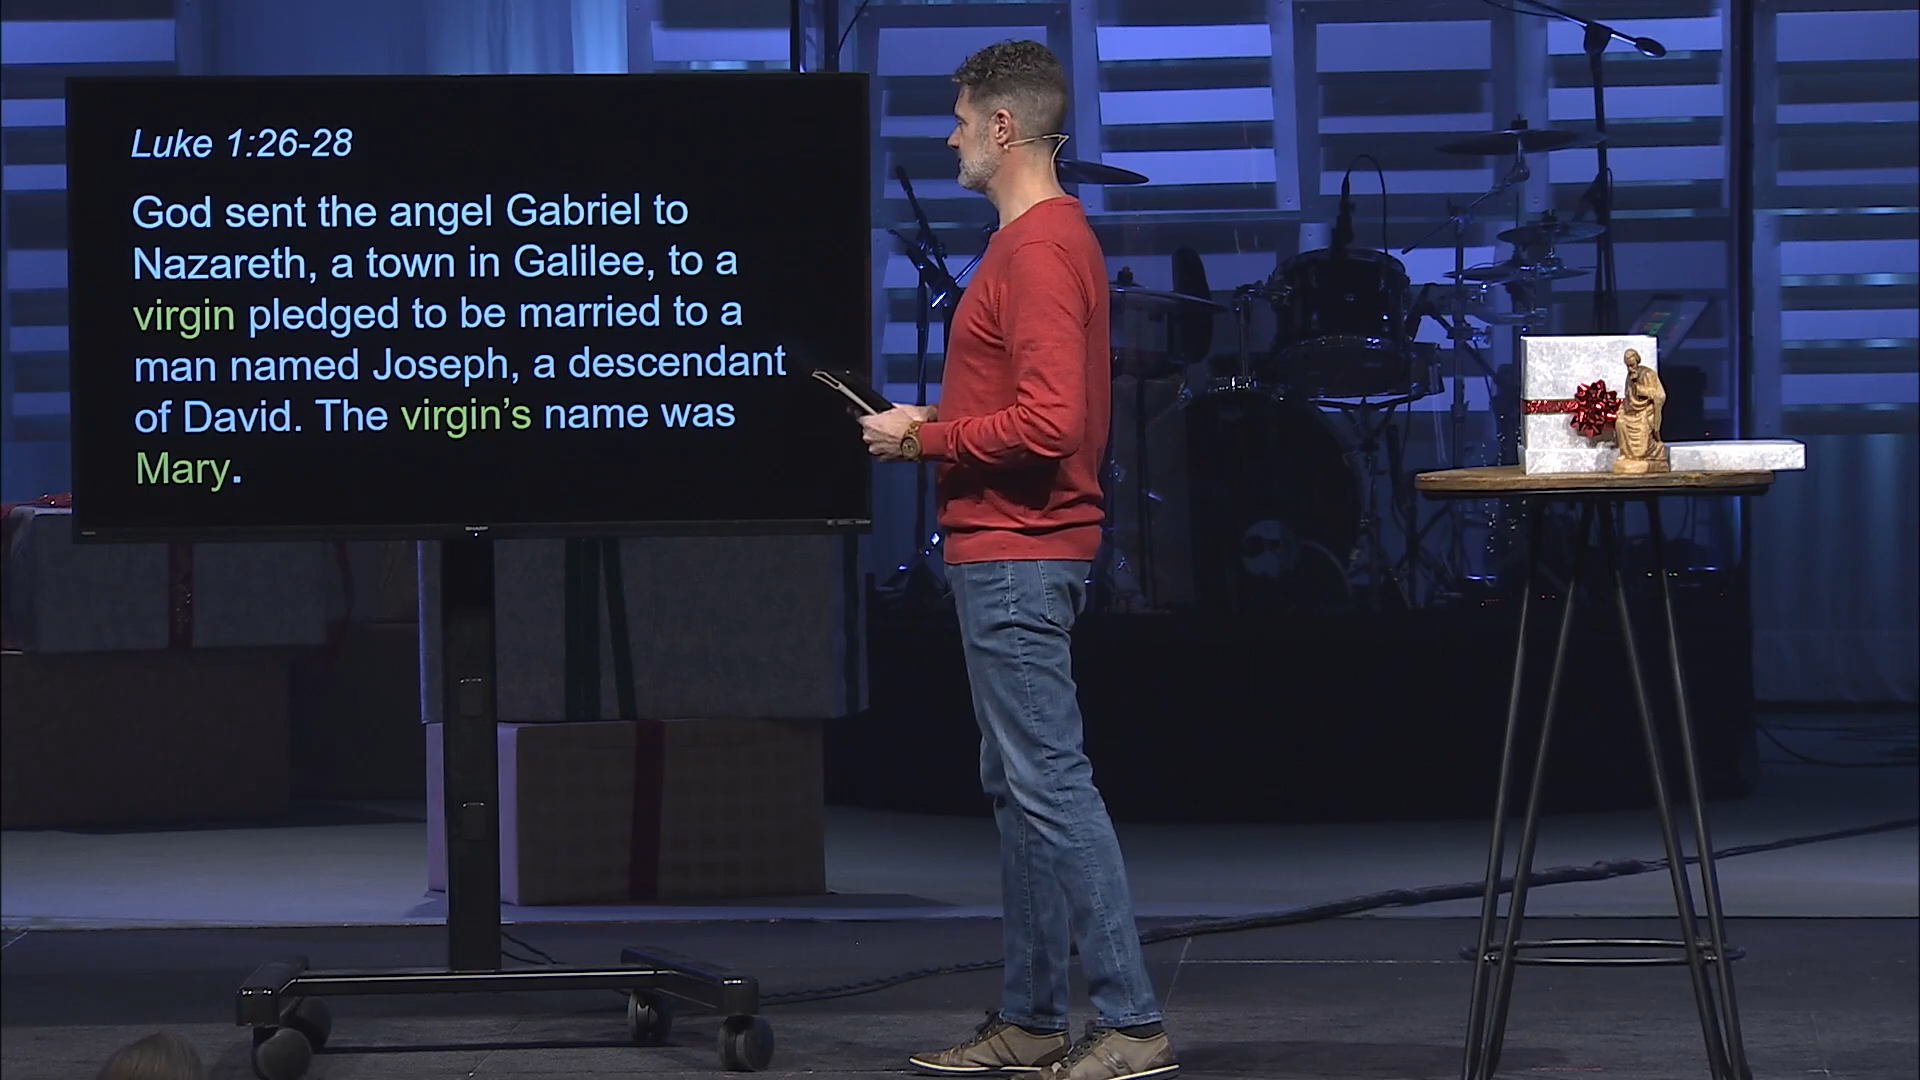 Luke 1:26-28
God sent the angel Gabriel to
Nazareth, a town in Galilee, to a
virgin pledged to be married to a
man named Joseph, a descendant
of David. The virgin’s name was
Mary.
SHARP